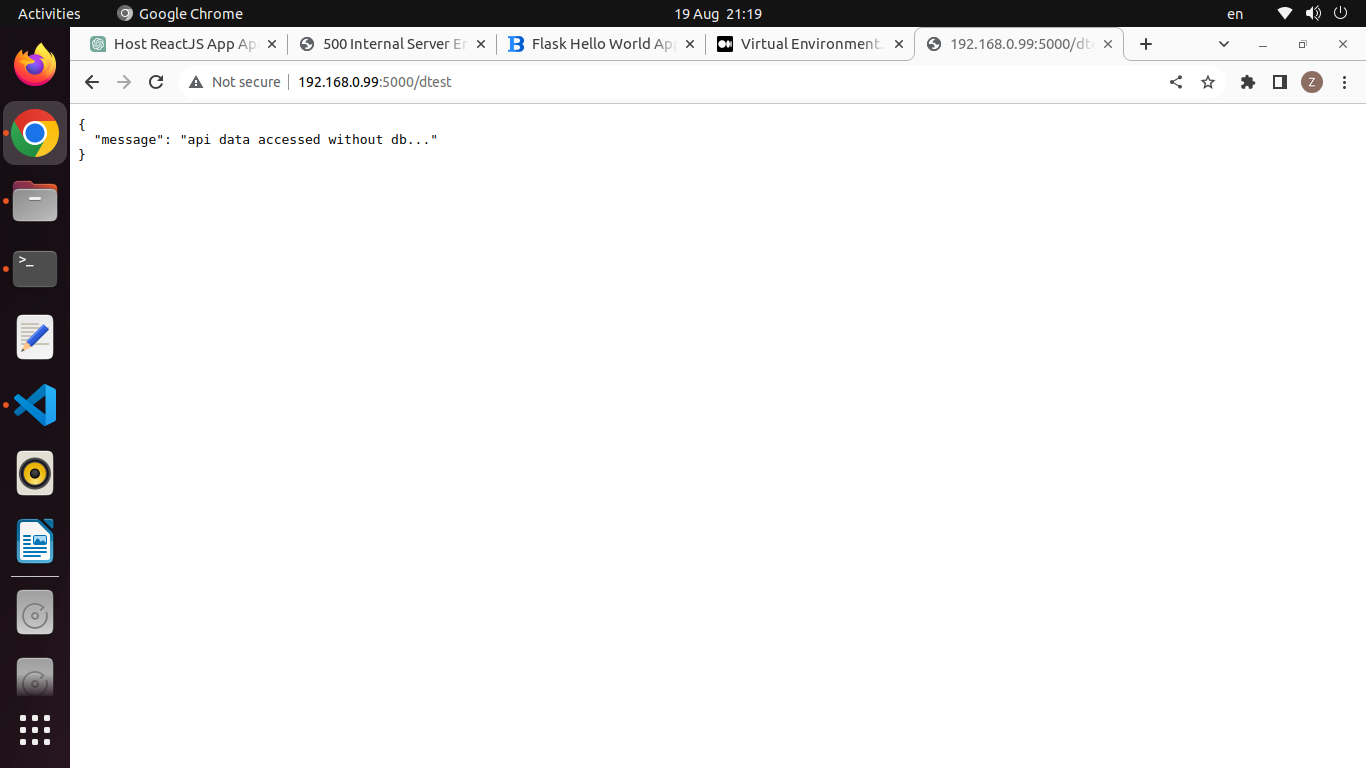 Activities
Google Chrome
19 Aug 21:19
en
Host ReactJS App Ap
500 Internal Server Er
Flask Hello World App
Virtual Environment.
192.168.0.99:5000/dte
Not secure
192.168.0.99:5000/dtest
Z
{
"message": "api data accessed without db..."
}
>_